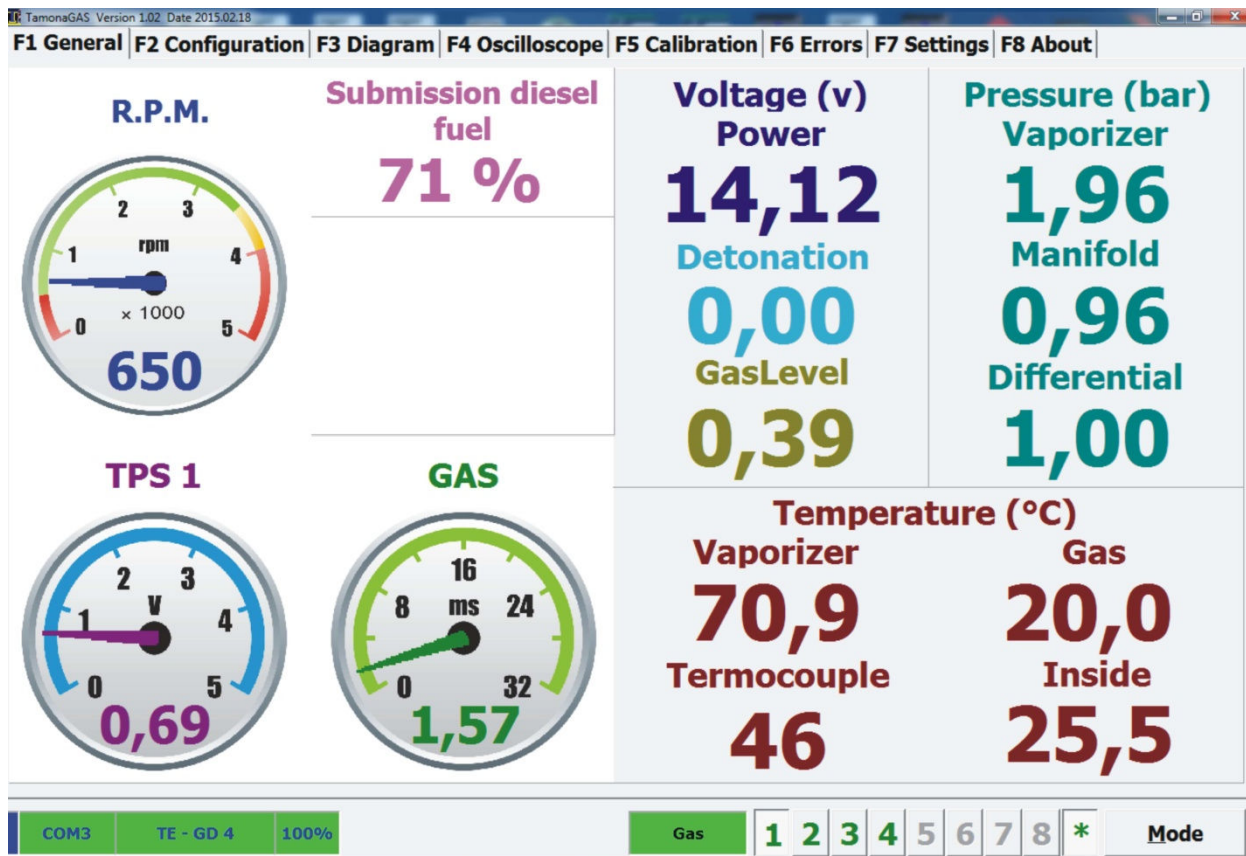 TamonaGAS Version 1.02 Date 2015.02.18
F1 General F2 Configuration F3 Diagram F4 Oscilloscope F5 Calibration F6 Errors F7 Settings F8 About
R.P.M.
0 1 2 3 4 5
rpm
x 1000
650
Submission diesel
fuel
71 %
TPS 1
0 1 2 3 4 5
V
0,69
GAS
0 8 16 24 32
ms
1,57
Voltage (v)
Power
14,12
Detonation
0,00
GasLevel
0,39
Pressure (bar)
Vaporizer
1,96
Manifold
0,96
Differential
1,00
Temperature (°C)
Vaporizer
70,9
Gas
20,0
Termocouple
46
Inside
25,5
COM3 TE - GD 4 100% Gas 1 2 3 4 5 6 7 8 * Mode